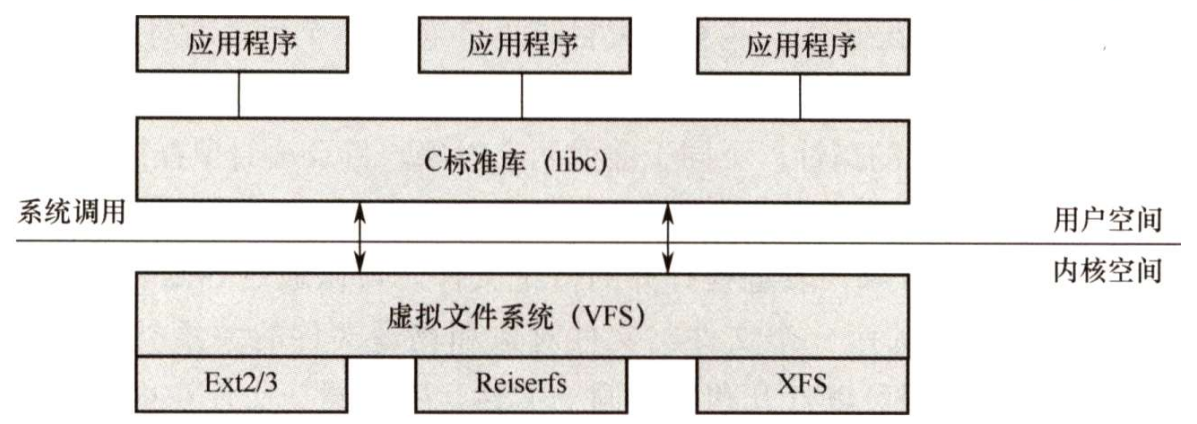 应用程序 应用程序 应用程序
C标准库（libc）
系统调用
用户空间
内核空间
虚拟文件系统（VFS）
Ext2/3 Reiserfs XFS